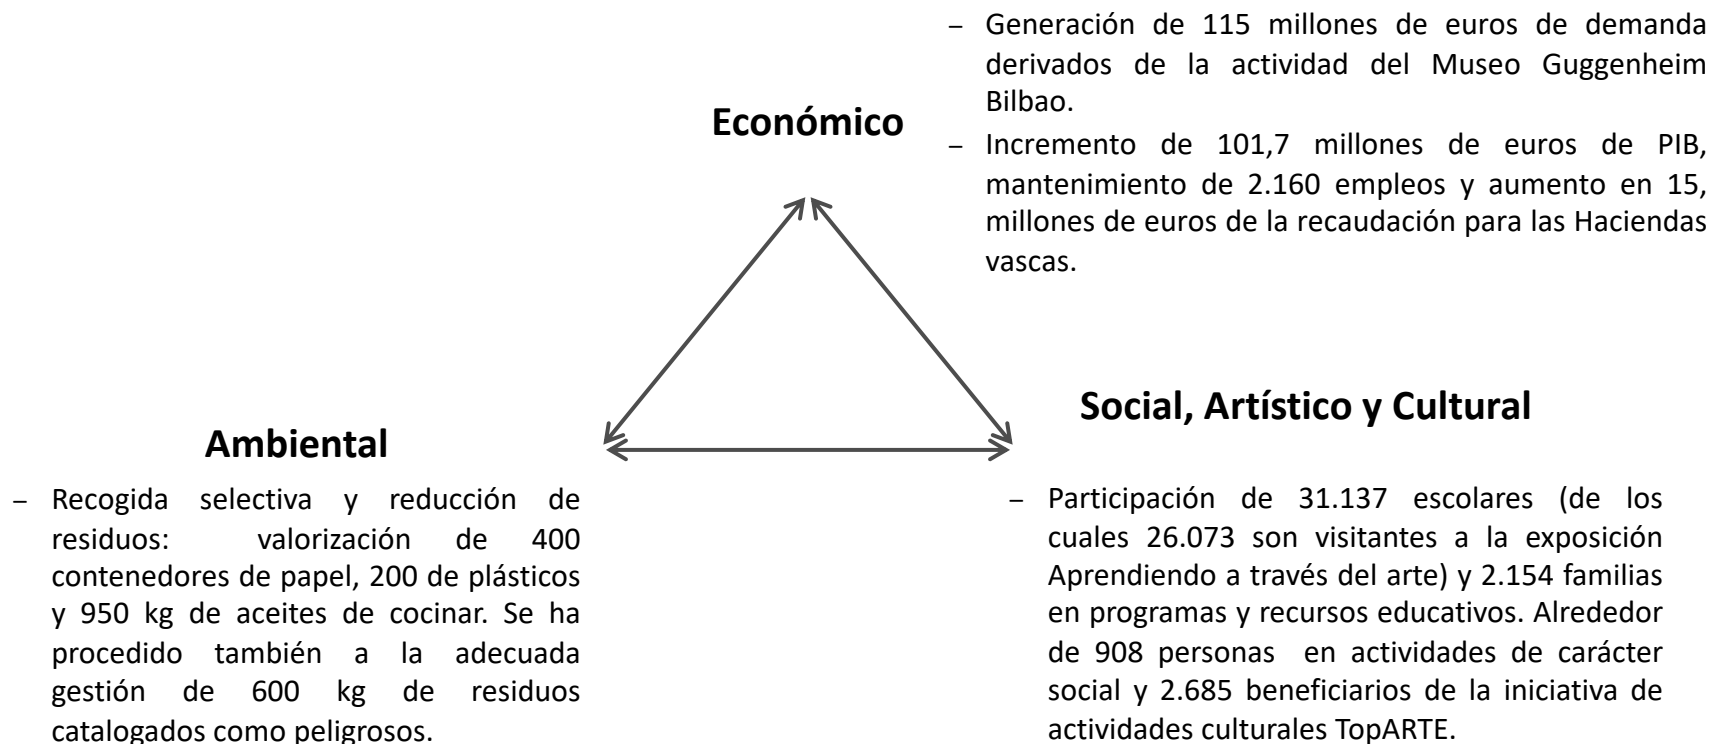 Económico
– Generación de 115 millones de euros de demanda
derivados de la actividad del Museo Guggenheim
Bilbao.
– Incremento de 101,7 millones de euros de PIB,
mantenimiento de 2.160 empleos y aumento en 15,
millones de euros de la recaudación para las Haciendas
vascas.
Ambiental
– Recogida selectiva y reducción de
residuos: valorización de 400
contenedores de papel, 200 de plásticos
y 950 kg de aceites de cocinar. Se ha
procedido también a la adecuada
gestión de 600 kg de residuos
catalogados como peligrosos.
Social, Artístico y Cultural
– Participación de 31.137 escolares (de los
cuales 26.073 son visitantes a la exposición
Aprendiendo a través del arte) y 2.154 familias
en programas y recursos educativos. Alrededor
de 908 personas en actividades de carácter
social y 2.685 beneficiarios de la iniciativa de
actividades culturales TopARTE.